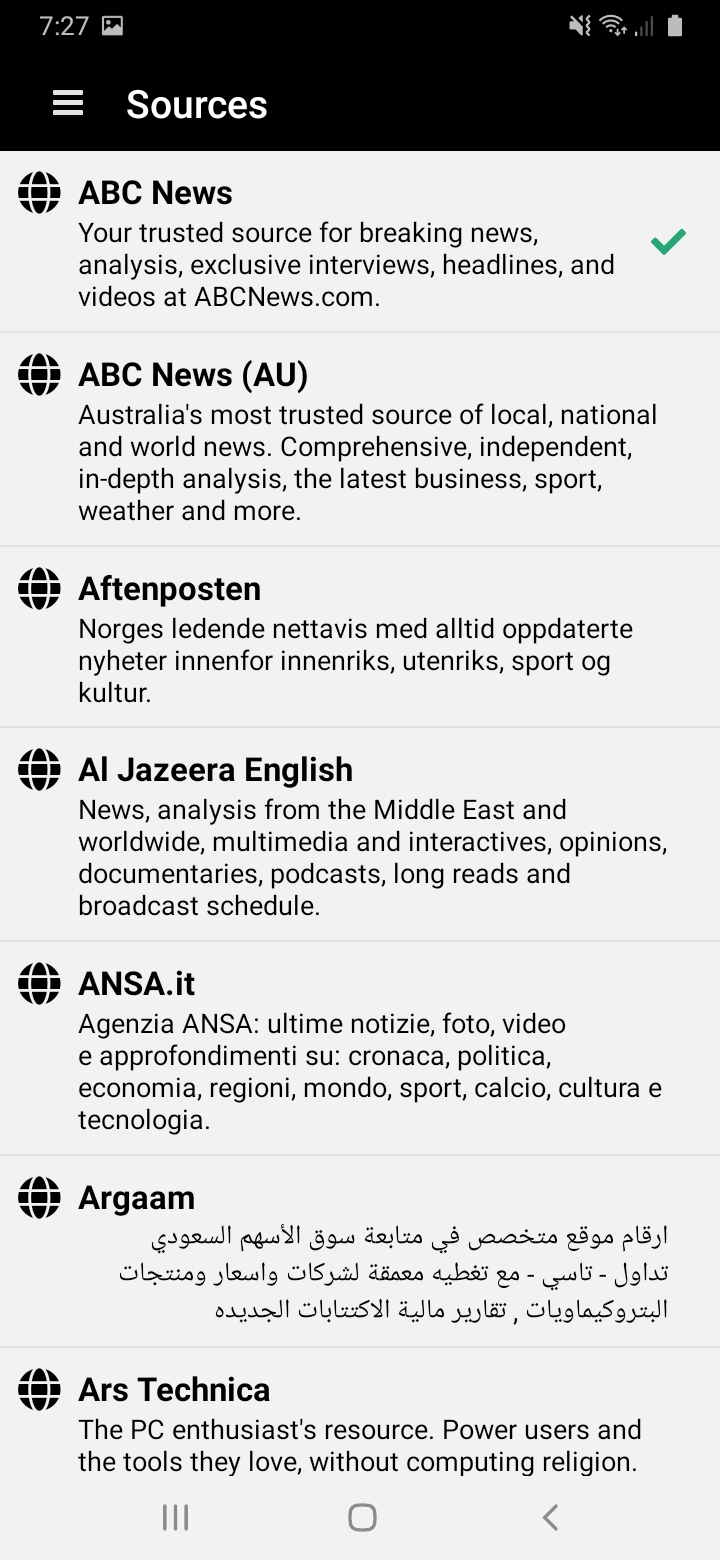 7:27
Sources
ABC News
Your trusted source for breaking news,
analysis, exclusive interviews, headlines, and
videos at ABCNews.com.
ABC News (AU)
Australia's most trusted source of local, national
and world news. Comprehensive, independent,
in-depth analysis, the latest business, sport,
weather and more.
Aftenposten
Norges ledende nettavis med alltid oppdaterte
nyheter innenfor innenriks, utenriks, sport og
kultur.
Al Jazeera English
News, analysis from the Middle East and
worldwide, multimedia and interactives, opinions,
documentaries, podcasts, long reads and
broadcast schedule.
ANSA.it
Agenzia ANSA: ultime notizie, foto, video
e approfondimenti su: cronaca, politica,
economia, regioni, mondo, sport, calcio, cultura e
tecnologia.
Argaam
ارقام موقع متخصص في متابعة سوق الأسهم السعودي
تداول - تاسي - مع تغطيه معمقة لشركات واسعار ومنتجات
البتروكيماويات , تقارير مالية الاكتتابات الجديده
Ars Technica
The PC enthusiast's resource. Power users and
the tools they love, without computing religion.